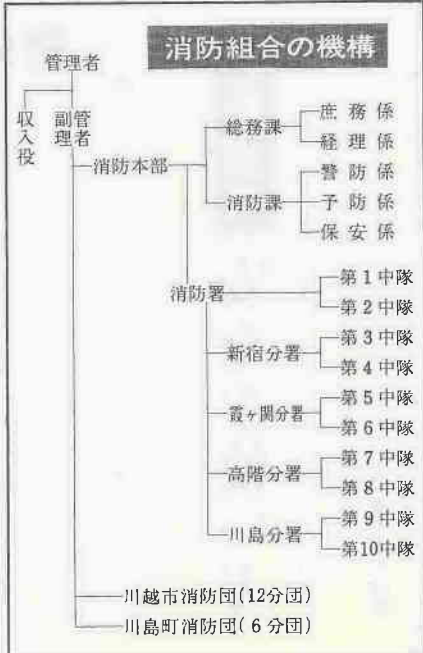 消防組合の機構
管理者
収入役
副管理者
消防本部
総務課
庶務係
経理係
消防課
警防係
予防係
保安係
消防署
第1中隊
第2中隊
新宿分署
第3中隊
第4中隊
霞ヶ関分署
第5中隊
第6中隊
高階分署
第7中隊
第8中隊
川島分署
第9中隊
第10中隊
川越市消防団(12分団)
川島町消防団(6分団)